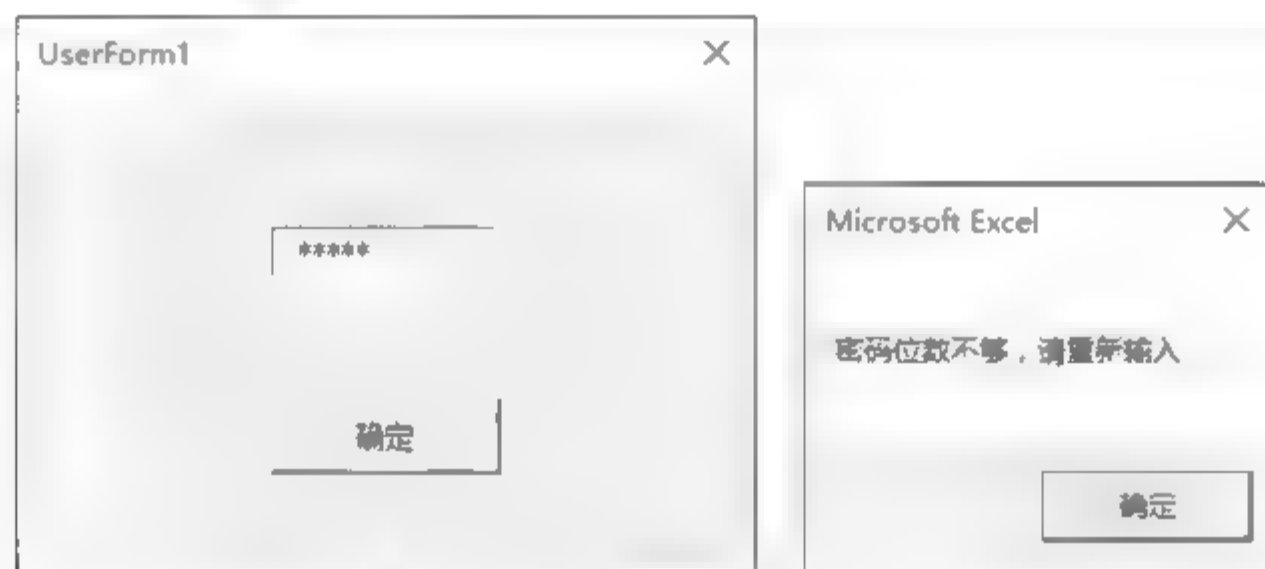 UserForm1
*****
确定
Microsoft Excel
密码位数不够，请重新输入
确定